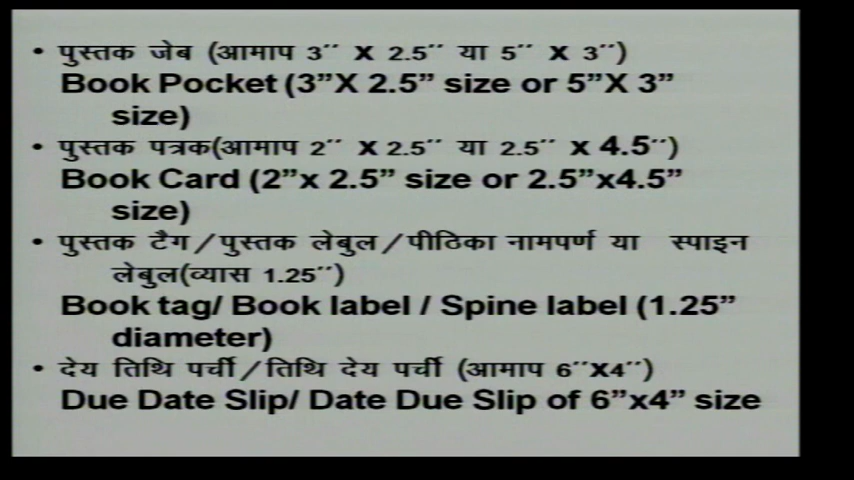 • पुस्तक जेब (आमाप 3′′ X 2.5′′ या 5′′ X 3′′)
Book Pocket (3”X 2.5” size or 5”X 3”
size)
• पुस्तक पत्रक(आमाप 2′′ X 2.5′′ या 2.5′′ X 4.5′′)
Book Card (2”x 2.5” size or 2.5”x4.5”
size)
• पुस्तक टैग/पुस्तक लेबुल/पीठिका नामपर्ण या स्पाइन
लेबुल(व्यास 1.25′′)
Book tag/ Book label / Spine label (1.25”
diameter)
• देय तिथि पर्ची/तिथि देय पर्ची (आमाप 6′′X4′′)
Due Date Slip/ Date Due Slip of 6”x4” size